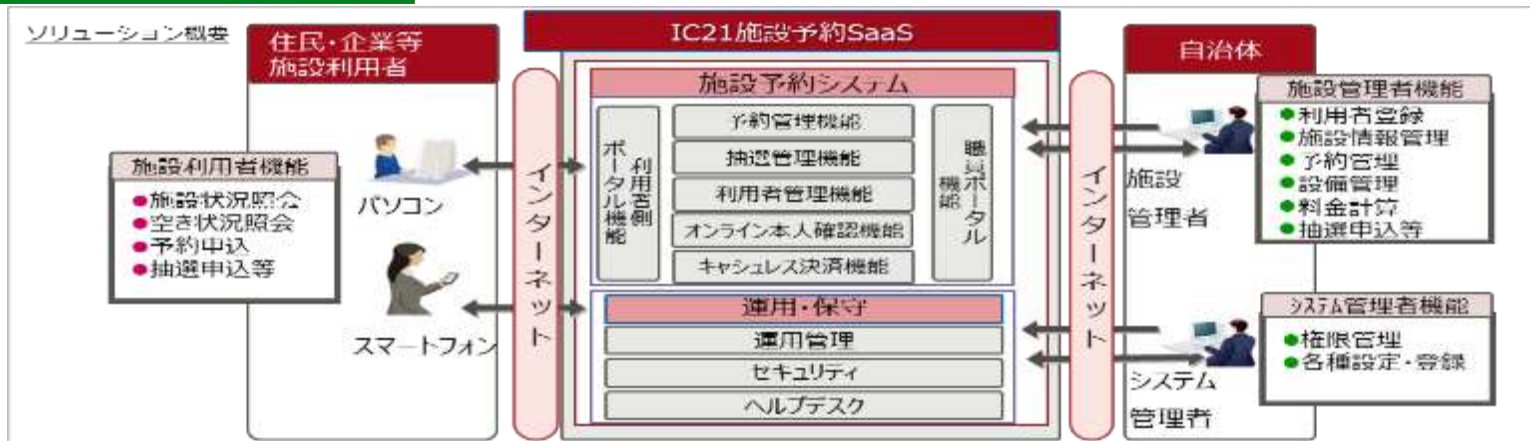 ソリューション概要
住民・企業等
施設利用者
施設利用者機能
●施設状況照会
●空き状況照会
●予約申込
●抽選申込等
パソコン
スマートフォン
インターネット
IC21施設予約SaaS
施設予約システム
利用者側
ポータル機能
予約管理機能
抽選管理機能
利用者管理機能
オンライン本人確認機能
キャシュレス決済機能
職員ポータル
機能
運用・保守
運用管理
セキュリティ
ヘルプデスク
インターネット
自治体
施設
管理者
施設管理者機能
●利用者登録
●施設情報管理
●予約管理
●設備管理
●料金計算
●抽選申込等
システム
管理者
システム管理者機能
●権限管理
●各種設定・登録